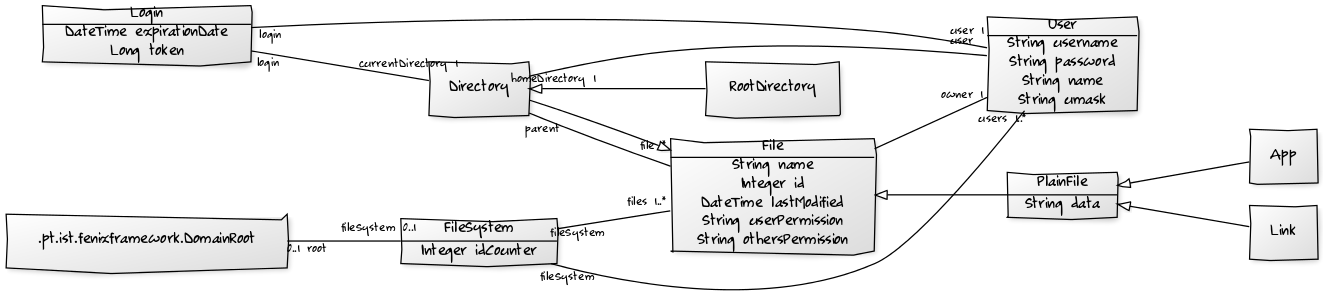 Login
DateTime expirationDate
Long token
login
login
currentDirectory 1
user 1
user
User
String username
String password
String name
String umask
Directory
homeDirectory 1
RootDirectory
owner 1
users 1..*
parent
file *
File
String name
Integer id
DateTime lastModified
String userPermission
String othersPermission
App
PlainFile
String data
Link
files 1..*
.pt.ist.fenixframework.DomainRoot
0..1 root
fileSystem 0..1
FileSystem
Integer idCounter
fileSystem
fileSystem